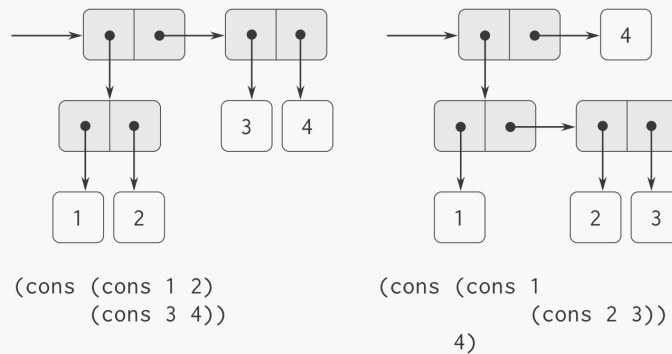 4
3 4
1 2
1 2 3
(cons (cons 1 2)
(cons 3 4))
(cons (cons 1
(cons 2 3))
4)